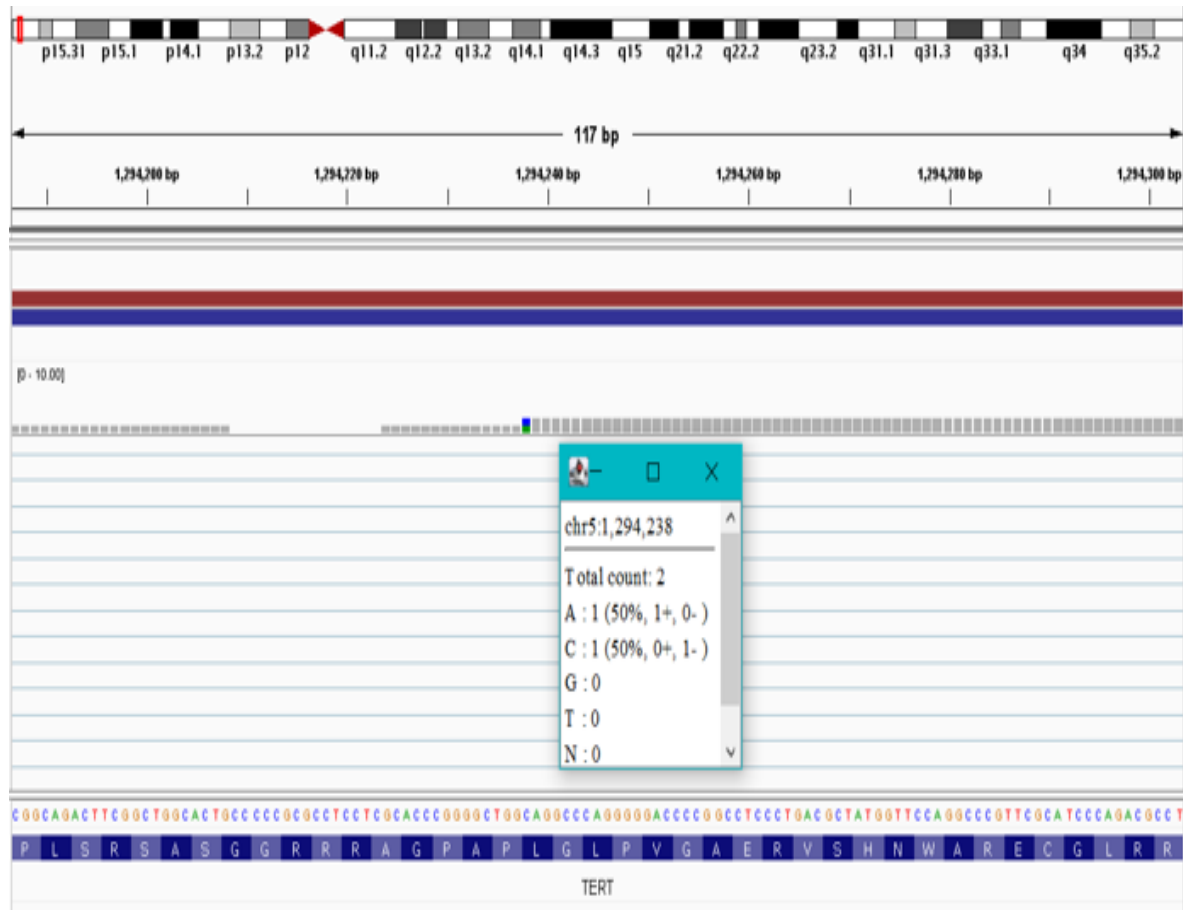 p15.31 p15.1 p14.1 p13.2 p12 q11.2 q12.2 q13.2 q14.1 q14.3 q15 q21.2 q22.2 q23.2 q31.1 q31.3 q33.1 q34 q35.2
117 bp
1,294,200 bp 1,294,220 bp 1,294,240 bp 1,294,260 bp 1,294,280 bp 1,294,300 bp
[0 - 10.00]
chr5:1,294,238
Total count: 2
A : 1 (50%, 1+, 0- )
C : 1 (50%, 0+, 1- )
G : 0
T : 0
N : 0
CGGCAGACTTCGGCTGGCACTGCCCCCGCGCCTCCTCGCACCCGGGGCTGGCAGGCCCAGGGGGACCCCGGCCTCCCTGACGCTATGGTTCCAGGCCCGTTCGCATCCCAGACGCCT
P L S R S A S G G R R R A G P A P L G L P V G A E R V S H N W A R E C G L R R
TERT